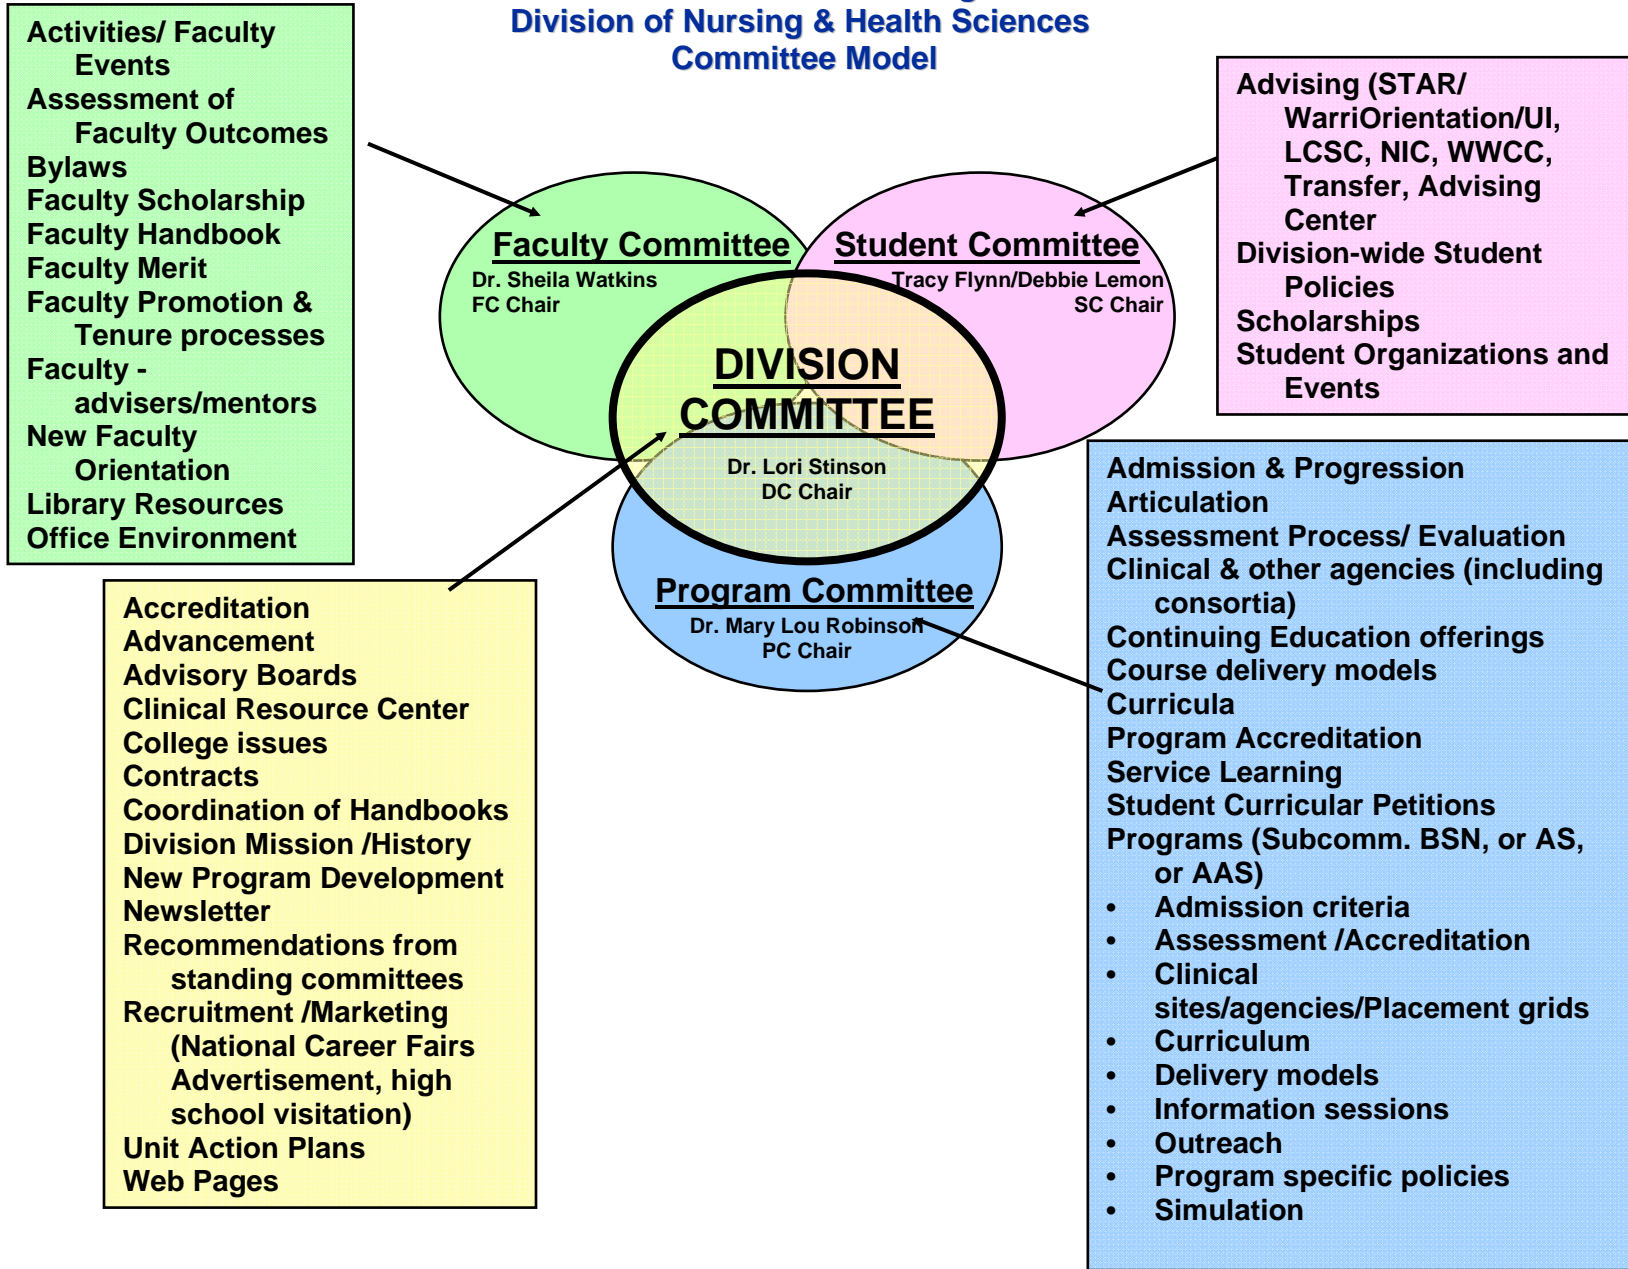 Division of Nursing & Health Sciences
Committee Model
Activities/ Faculty
Events
Assessment of
Faculty Outcomes
Bylaws
Faculty Scholarship
Faculty Handbook
Faculty Merit
Faculty Promotion &
Tenure processes
Faculty -
advisers/mentors
New Faculty
Orientation
Library Resources
Office Environment
Advising (STAR/
WarriOrientation/UI,
LCSC, NIC, WWCC,
Transfer, Advising
Center
Division-wide Student
Policies
Scholarships
Student Organizations and
Events
Faculty Committee
Dr. Sheila Watkins
FC Chair
Student Committee
Tracy Flynn/Debbie Lemon
SC Chair
DIVISION
COMMITTEE
Dr. Lori Stinson
DC Chair
Program Committee
Dr. Mary Lou Robinson
PC Chair
Accreditation
Advancement
Advisory Boards
Clinical Resource Center
College issues
Contracts
Coordination of Handbooks
Division Mission /History
New Program Development
Newsletter
Recommendations from
standing committees
Recruitment /Marketing
(National Career Fairs
Advertisement, high
school visitation)
Unit Action Plans
Web Pages
Admission & Progression
Articulation
Assessment Process/ Evaluation
Clinical & other agencies (including
consortia)
Continuing Education offerings
Course delivery models
Curricula
Program Accreditation
Service Learning
Student Curricular Petitions
Programs (Subcomm. BSN, or AS,
or AAS)
• Admission criteria
• Assessment /Accreditation
• Clinical
sites/agencies/Placement grids
• Curriculum
• Delivery models
• Information sessions
• Outreach
• Program specific policies
• Simulation